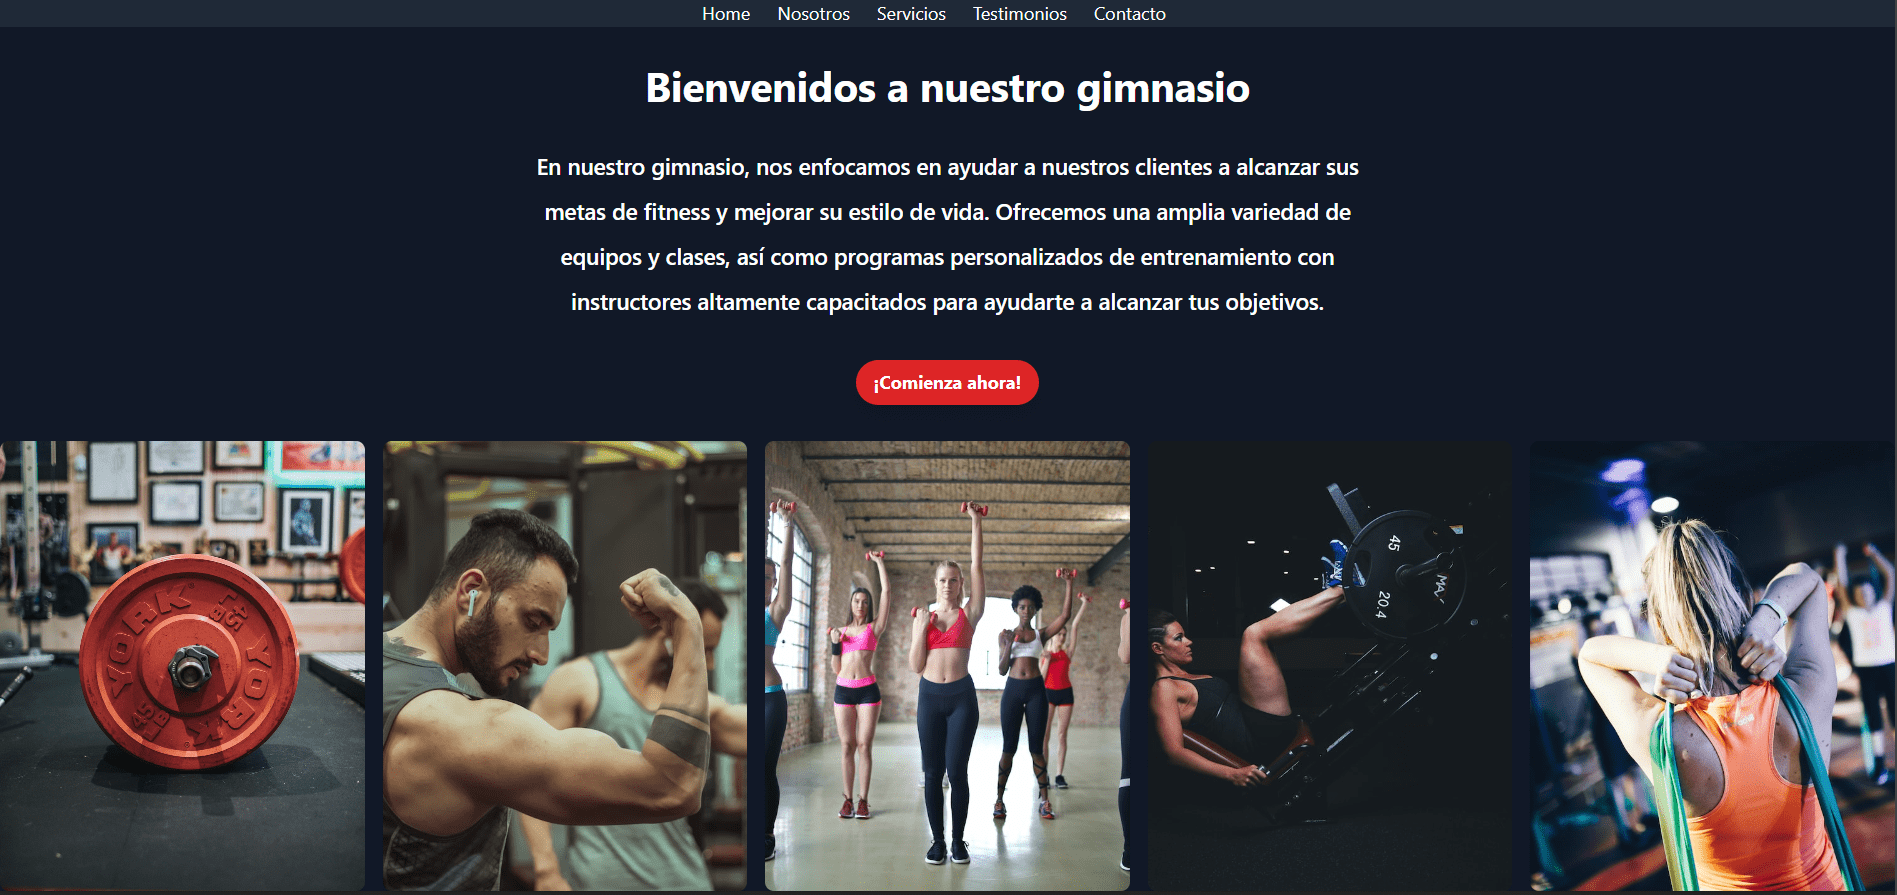 Home Nosotros Servicios Testimonios Contacto
Bienvenidos a nuestro gimnasio
En nuestro gimnasio, nos enfocamos en ayudar a nuestros clientes a alcanzar sus
metas de fitness y mejorar su estilo de vida. Ofrecemos una amplia variedad de
equipos y clases, así como programas personalizados de entrenamiento con
instructores altamente capacitados para ayudarte a alcanzar tus objetivos.
¡Comienza ahora!
YORK
YORK
45
45
20.4